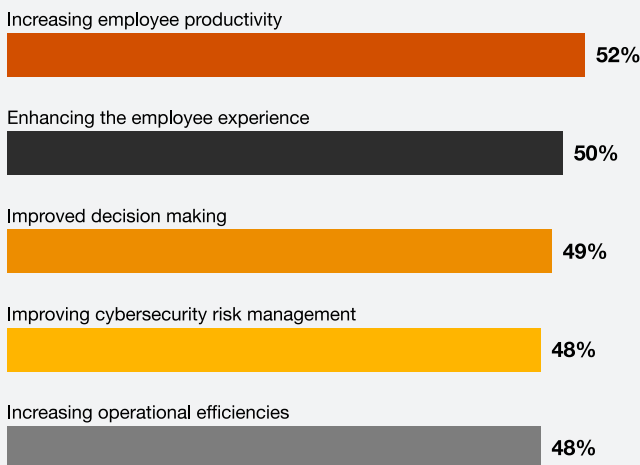 Increasing employee productivity
52%
Enhancing the employee experience
50%
Improved decision making
49%
Improving cybersecurity risk management
48%
Increasing operational efficiencies
48%